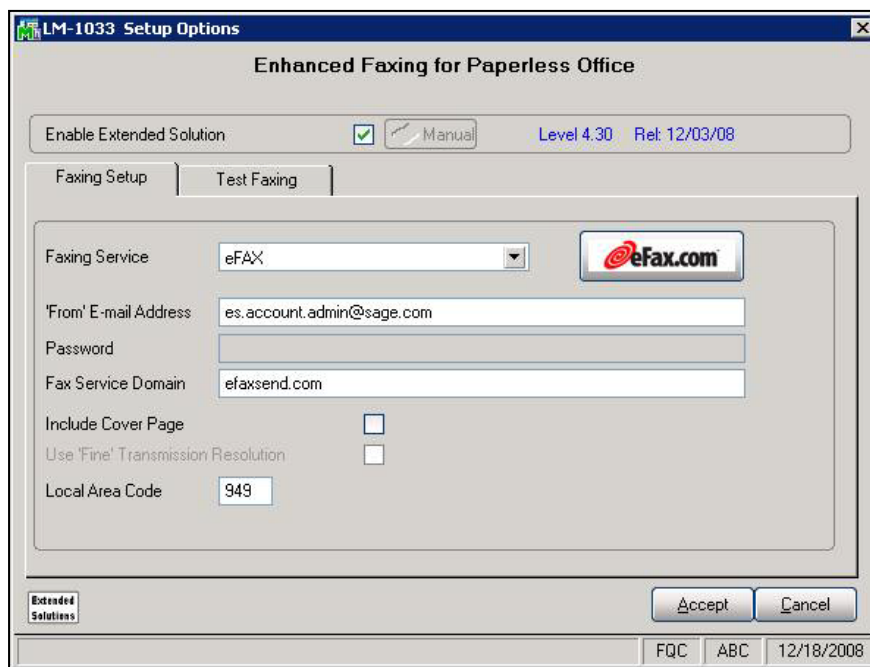 LM-1033 Setup Options
Enhanced Faxing for Paperless Office
Enable Extended Solution Manual Level 4.30 Rel: 12/03/08
Faxing Setup Test Faxing
Faxing Service eFAX eFax.com
'From' E-mail Address es.account.admin@sage.com
Password
Fax Service Domain efaxsend.com
Include Cover Page
Use 'Fine' Transmission Resolution
Local Area Code 949
Extended
Solutions
Accept Cancel
FQC ABC 12/18/2008